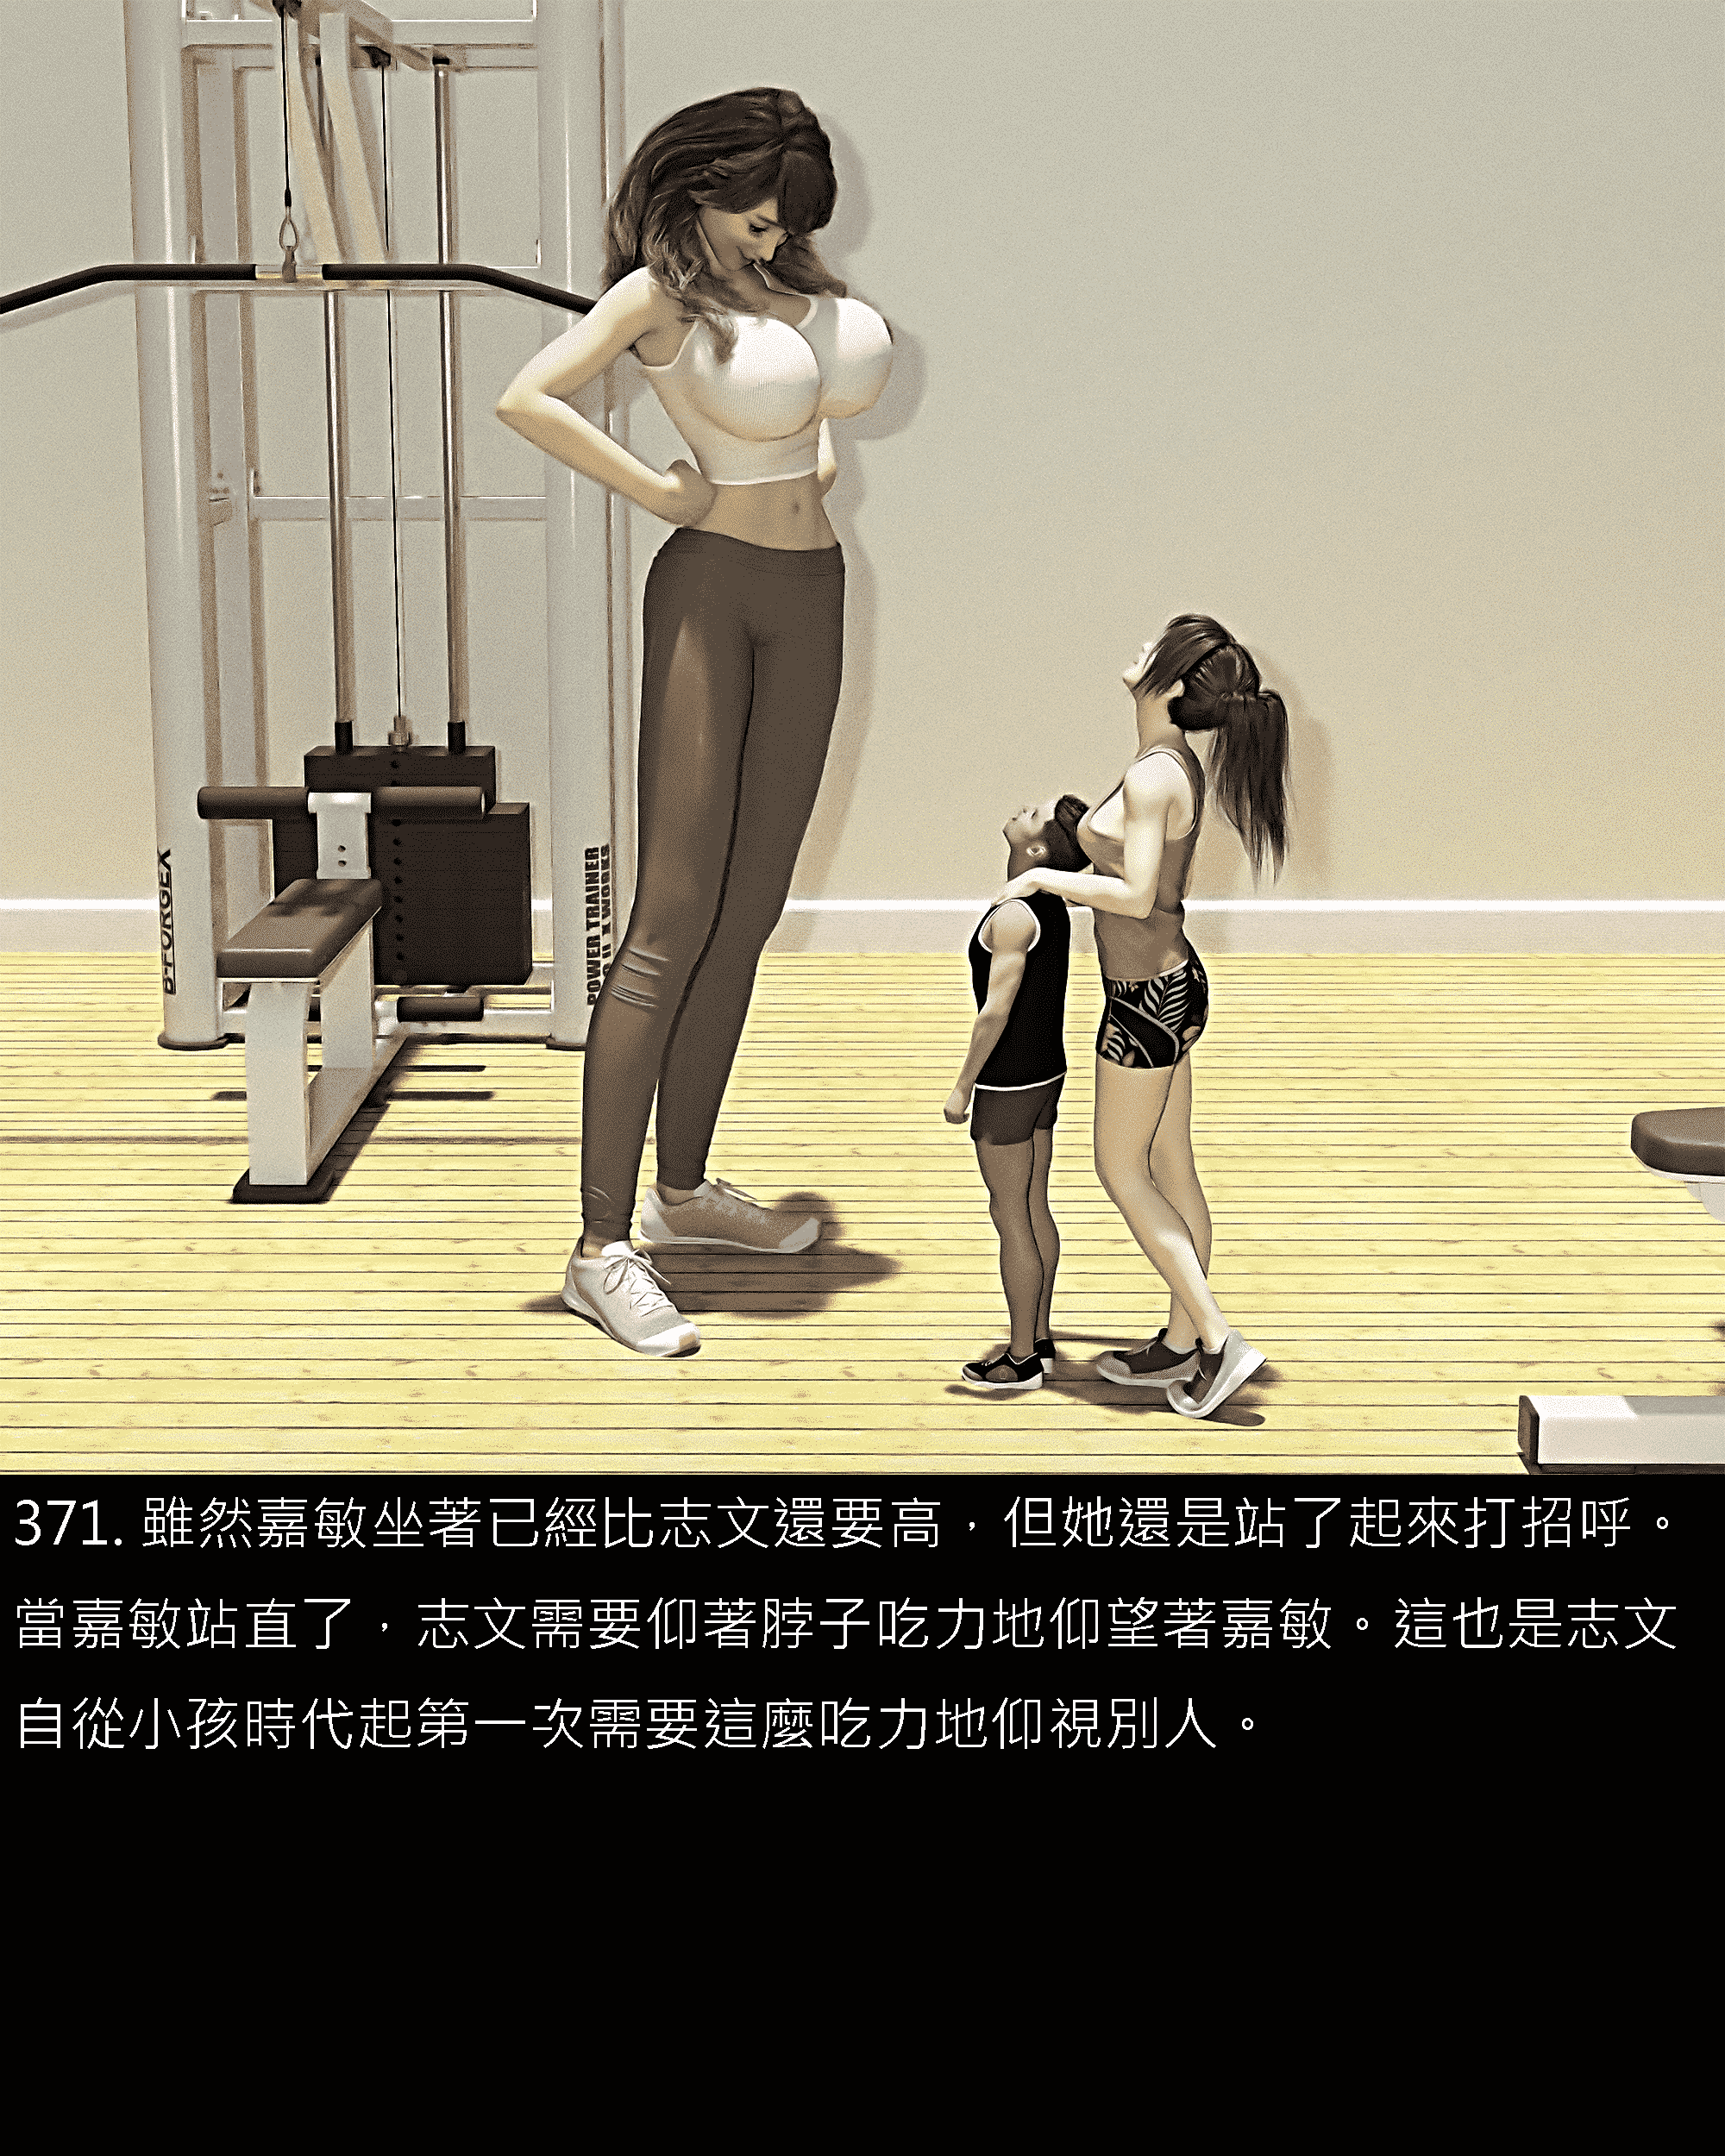 B-FORGEX
POWER TRAINER
371. 雖然嘉敏坐著已經比志文還要高，但她還是站了起來打招呼。
當嘉敏站直了，志文需要仰著脖子吃力地仰望著嘉敏。這也是志文
自從小孩時代起第一次需要這麼吃力地仰視別人。